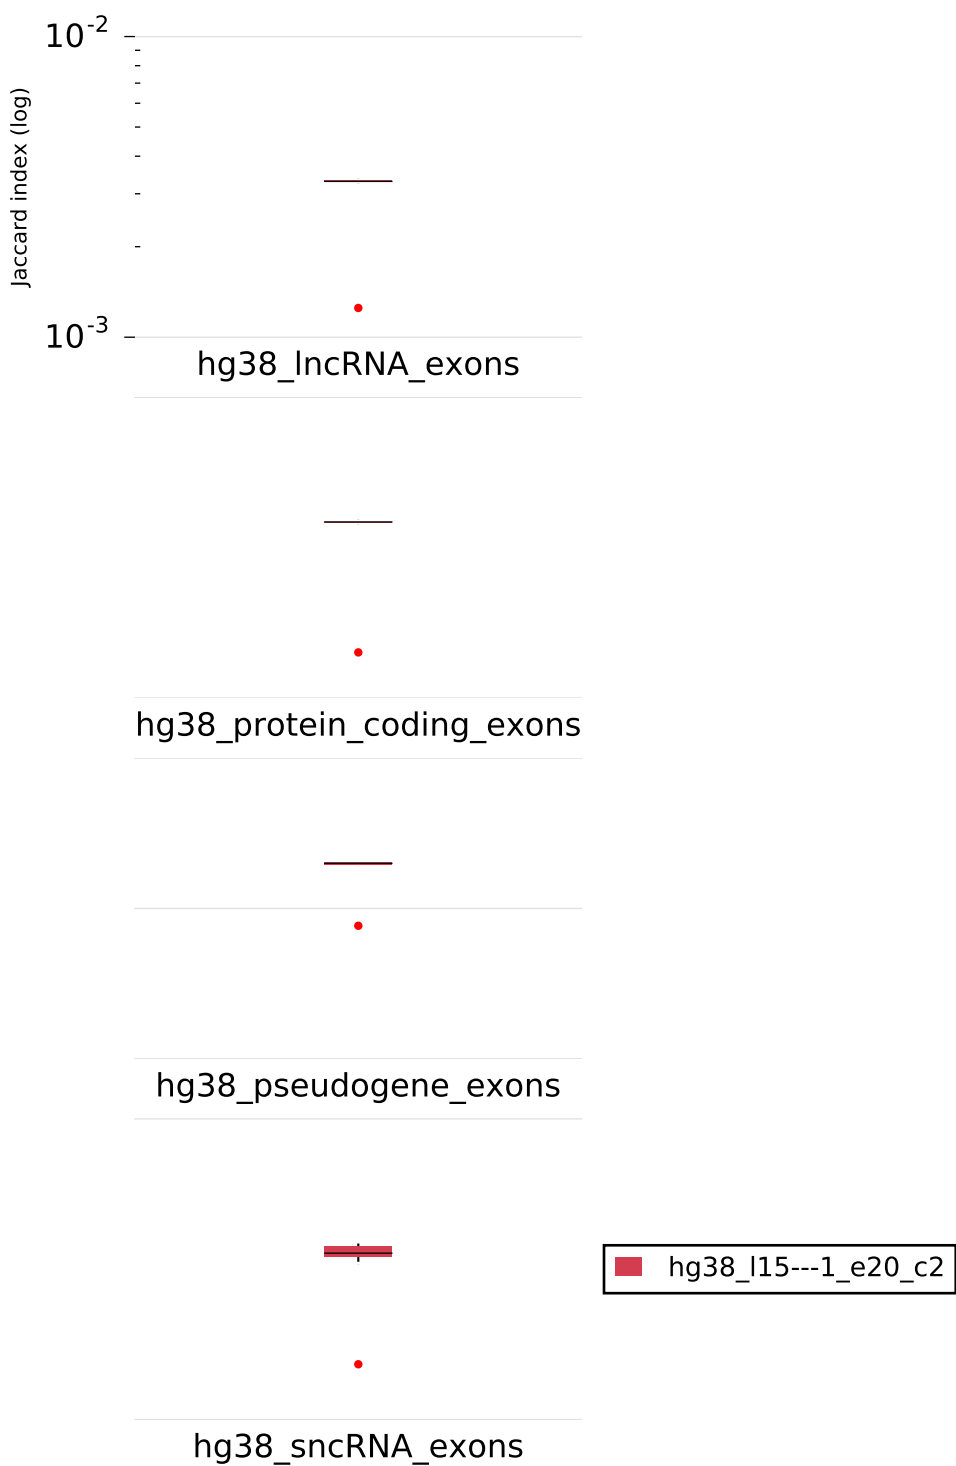 10-2
Jaccard index (log)
10-3
hg38_lncRNA_exons
hg38_protein_coding_exons
hg38_pseudogene_exons
hg38_l15---1_e20_c2
hg38_sncRNA_exons